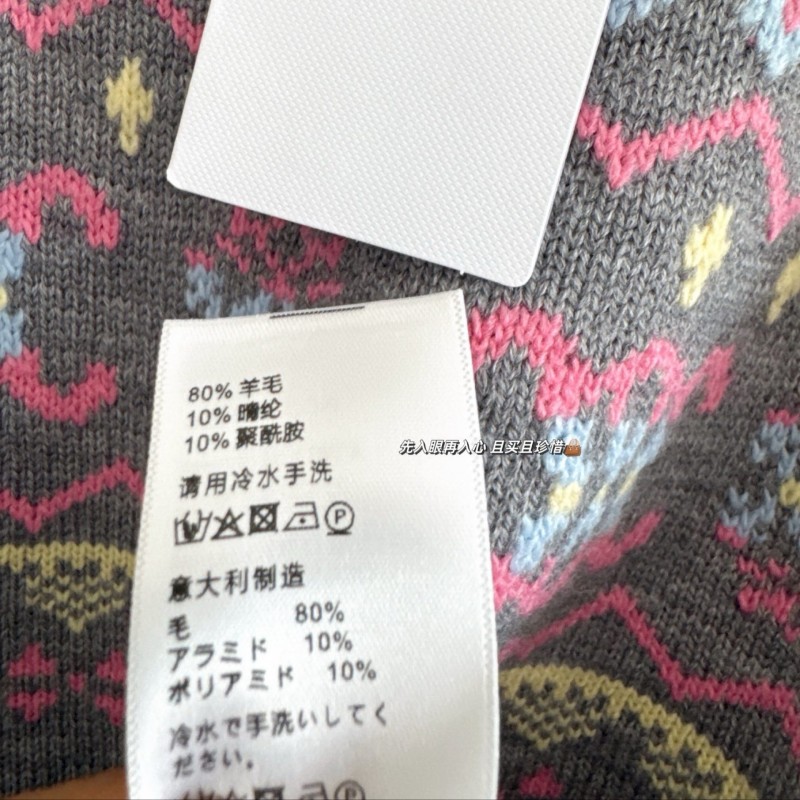 80% 羊毛
10% 晴纶
10% 聚酰胺
请用冷水手洗
P
先入眼再入心 且买且珍惜
意大利制造
毛 80%
アラミド 10%
ポリアミド 10%
冷水で手洗いしてく
ださい。
P